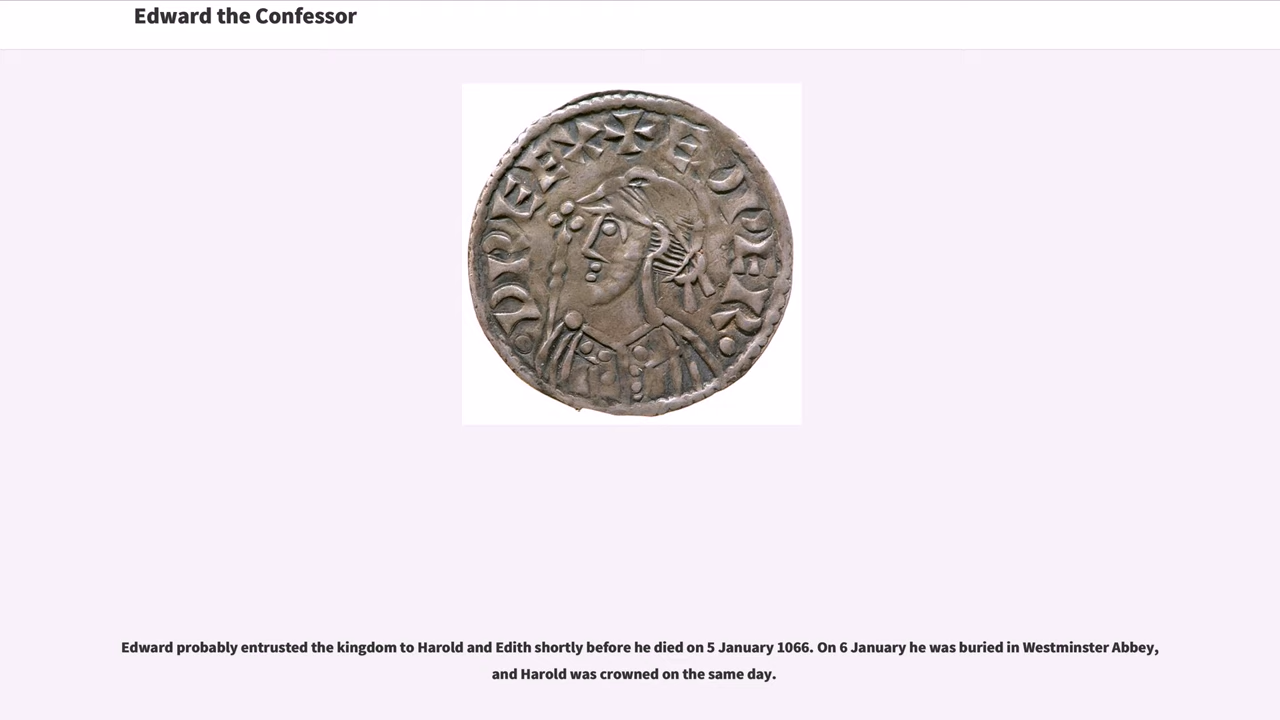 Edward the Confessor
Edward probably entrusted the kingdom to Harold and Edith shortly before he died on 5 January 1066. On 6 January he was buried in Westminster Abbey,
and Harold was crowned on the same day.